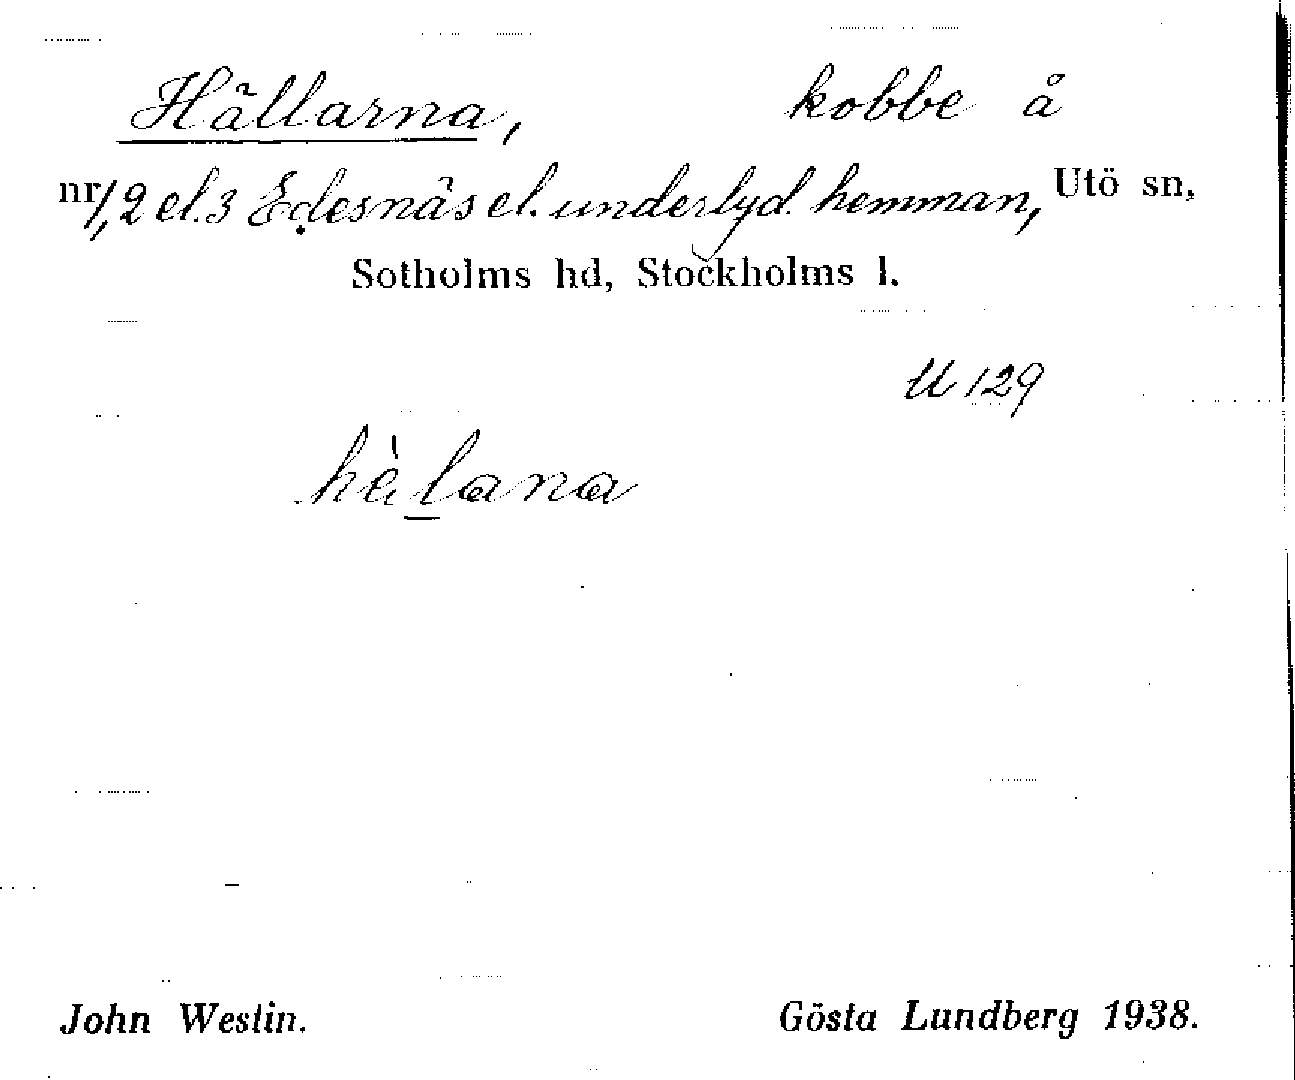 Hällarna, kobbe å
nr 1, 2 el. 3 Edesnäs el. underlyd. hemman, Utö sn,
Sotholms hd, Stockholms l.
U 129
hὲlana
John Westin. Gösta Lundberg 1938.